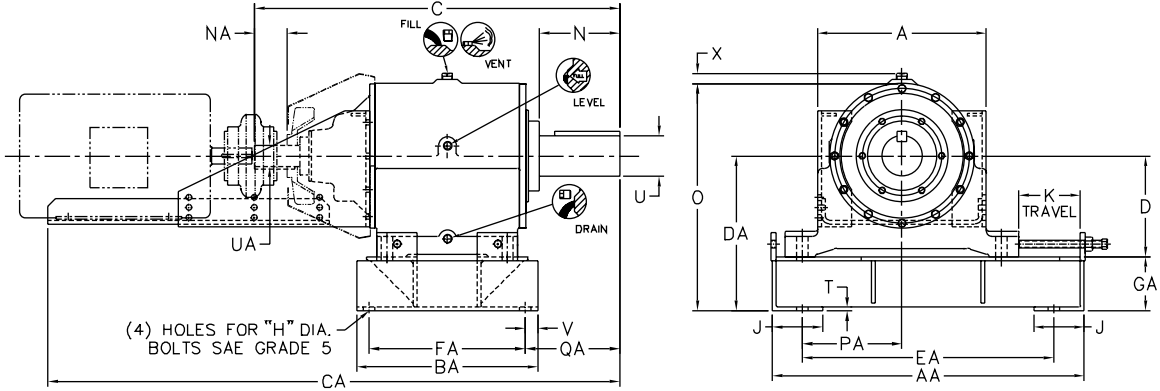 C
NA
FILL
N
VENT
LEVEL
U
UA
DRAIN
(4) HOLES FOR "H" DIA.
BOLTS SAE GRADE 5
V
FA
QA
BA
CA
X
A
O
K
TRAVEL
D
DA
T
GA
J
PA
J
EA
AA